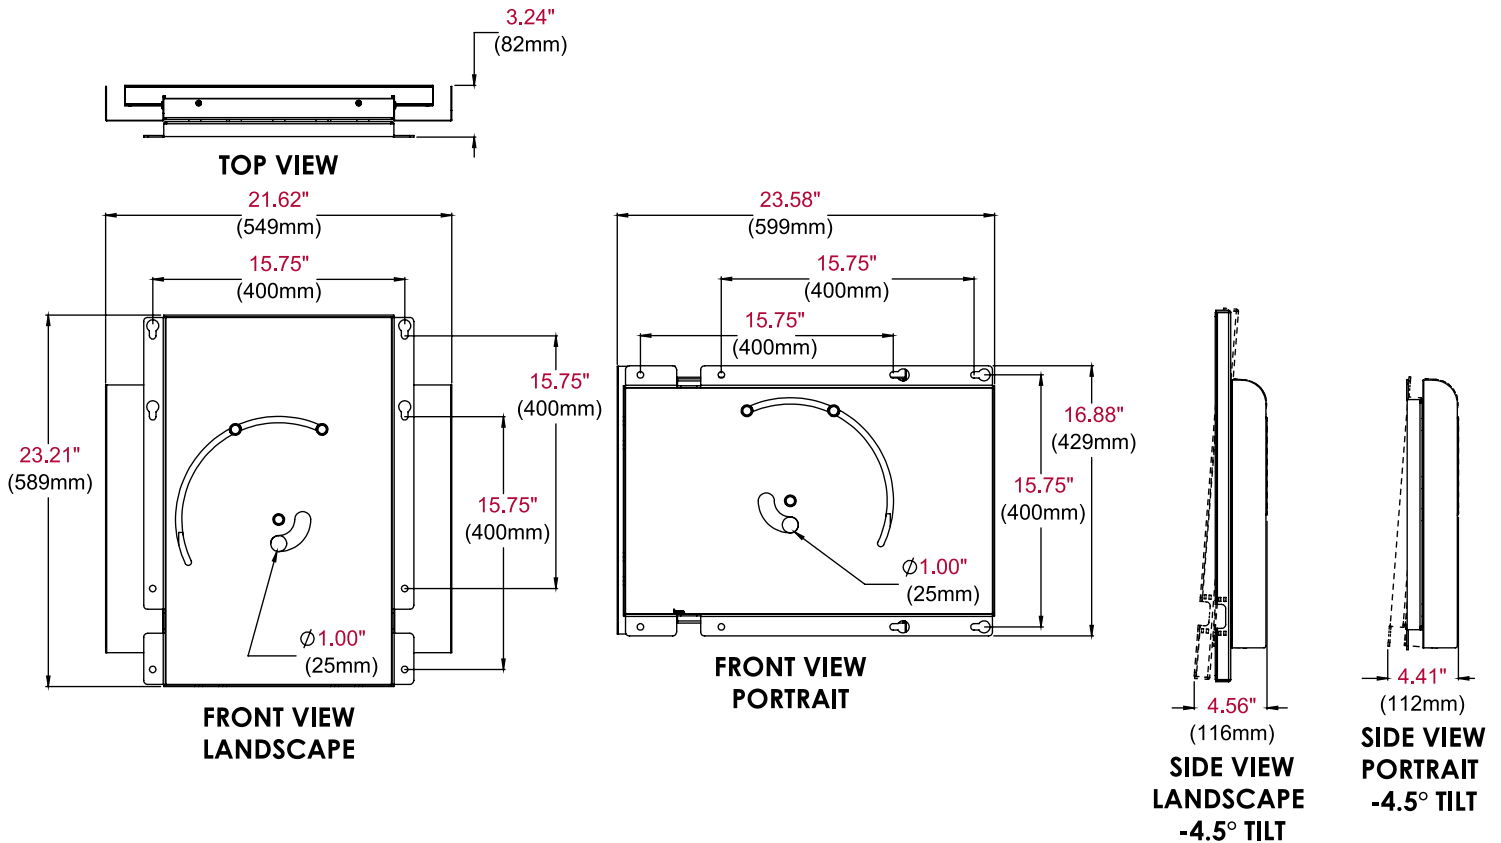 3.24"
(82mm)
TOP VIEW
21.62"
(549mm)
15.75"
(400mm)
15.75"
(400mm)
23.21"
(589mm)
15.75"
(400mm)
Ø1.00"
(25mm)
FRONT VIEW
LANDSCAPE
23.58"
(599mm)
15.75"
(400mm)
15.75"
(400mm)
16.88"
(429mm)
15.75"
(400mm)
Ø1.00"
(25mm)
FRONT VIEW
PORTRAIT
4.56"
(116mm)
SIDE VIEW
LANDSCAPE
-4.5° TILT
4.41"
(112mm)
SIDE VIEW
PORTRAIT
-4.5° TILT